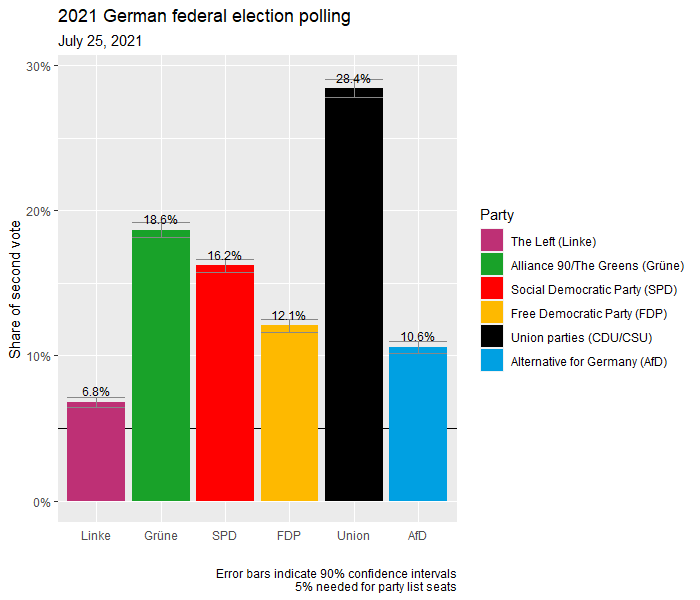 2021 German federal election polling
July 25, 2021
30%
20%
10%
0%
Share of second vote
6.8%
18.6%
16.2%
12.1%
28.4%
10.6%
Linke
Grüne
SPD
FDP
Union
AfD
Party
The Left (Linke)
Alliance 90/The Greens (Grüne)
Social Democratic Party (SPD)
Free Democratic Party (FDP)
Union parties (CDU/CSU)
Alternative for Germany (AfD)
Error bars indicate 90% confidence intervals
5% needed for party list seats